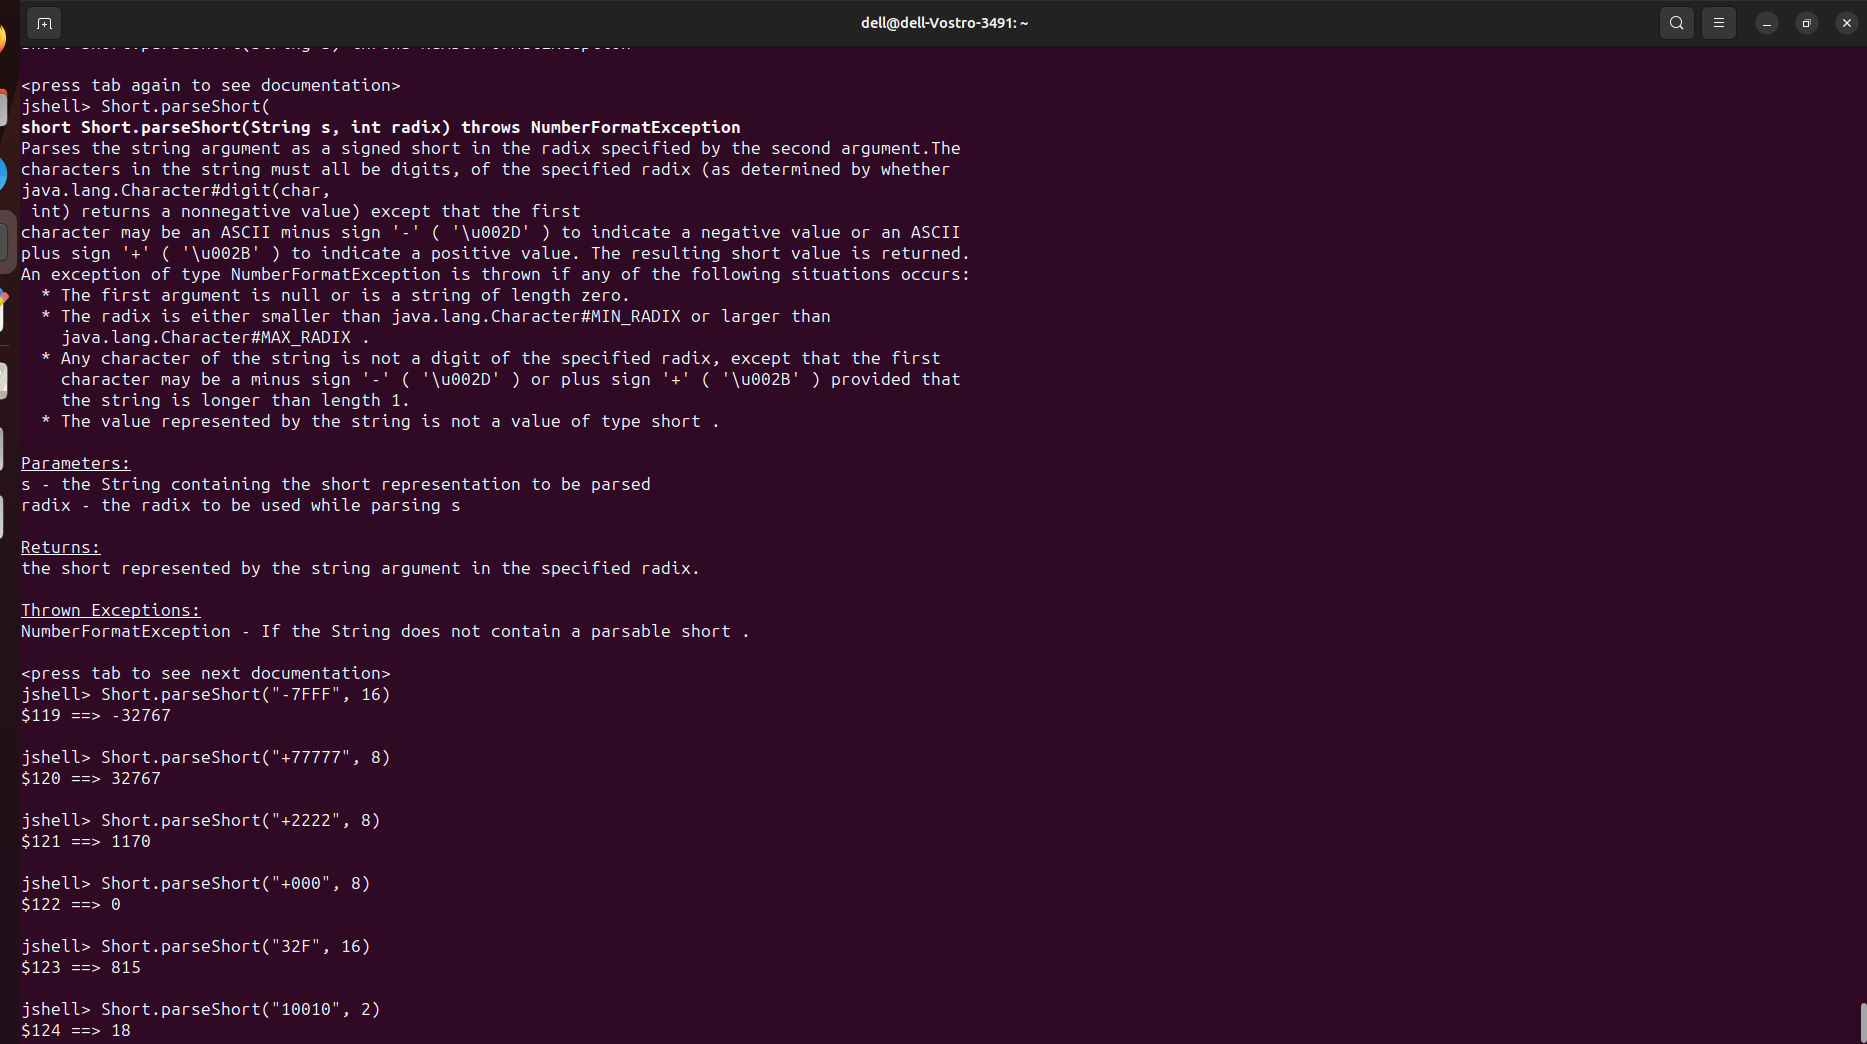 dell@dell-Vostro-3491: ~
short Short.parseShort(String s) throws NumberFormatException
<press tab again to see documentation>
jshell> Short.parseShort(
short Short.parseShort(String s, int radix) throws NumberFormatException
Parses the string argument as a signed short in the radix specified by the second argument.The
characters in the string must all be digits, of the specified radix (as determined by whether
java.lang.Character#digit(char,
 int) returns a nonnegative value) except that the first
character may be an ASCII minus sign '-' ( '\u002D' ) to indicate a negative value or an ASCII
plus sign '+' ( '\u002B' ) to indicate a positive value. The resulting short value is returned.
An exception of type NumberFormatException is thrown if any of the following situations occurs:
  * The first argument is null or is a string of length zero.
  * The radix is either smaller than java.lang.Character#MIN_RADIX or larger than
    java.lang.Character#MAX_RADIX .
  * Any character of the string is not a digit of the specified radix, except that the first
    character may be a minus sign '-' ( '\u002D' ) or plus sign '+' ( '\u002B' ) provided that
    the string is longer than length 1.
  * The value represented by the string is not a value of type short .
Parameters:
s - the String containing the short representation to be parsed
radix - the radix to be used while parsing s
Returns:
the short represented by the string argument in the specified radix.
Thrown Exceptions:
NumberFormatException - If the String does not contain a parsable short .
<press tab to see next documentation>
jshell> Short.parseShort("-7FFF", 16)
$119 ==> -32767
jshell> Short.parseShort("+77777", 8)
$120 ==> 32767
jshell> Short.parseShort("+2222", 8)
$121 ==> 1170
jshell> Short.parseShort("+000", 8)
$122 ==> 0
jshell> Short.parseShort("32F", 16)
$123 ==> 815
jshell> Short.parseShort("10010", 2)
$124 ==> 18